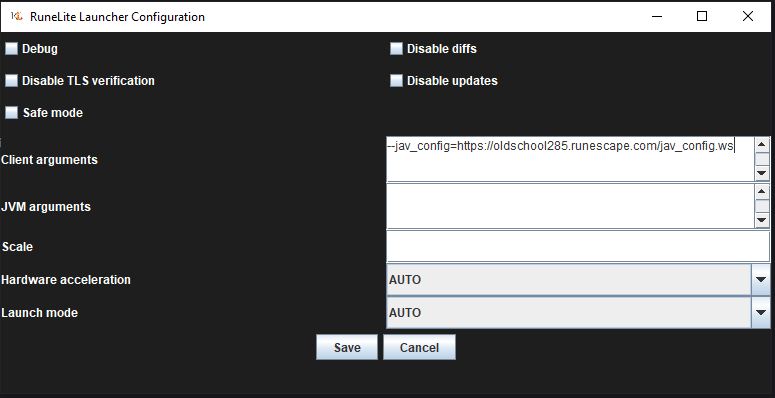 RuneLite Launcher Configuration
Debug
Disable diffs
Disable TLS verification
Disable updates
Safe mode
Client arguments
--jav_config=https://oldschool285.runescape.com/jav_config.ws
JVM arguments
Scale
Hardware acceleration
AUTO
Launch mode
AUTO
Save
Cancel